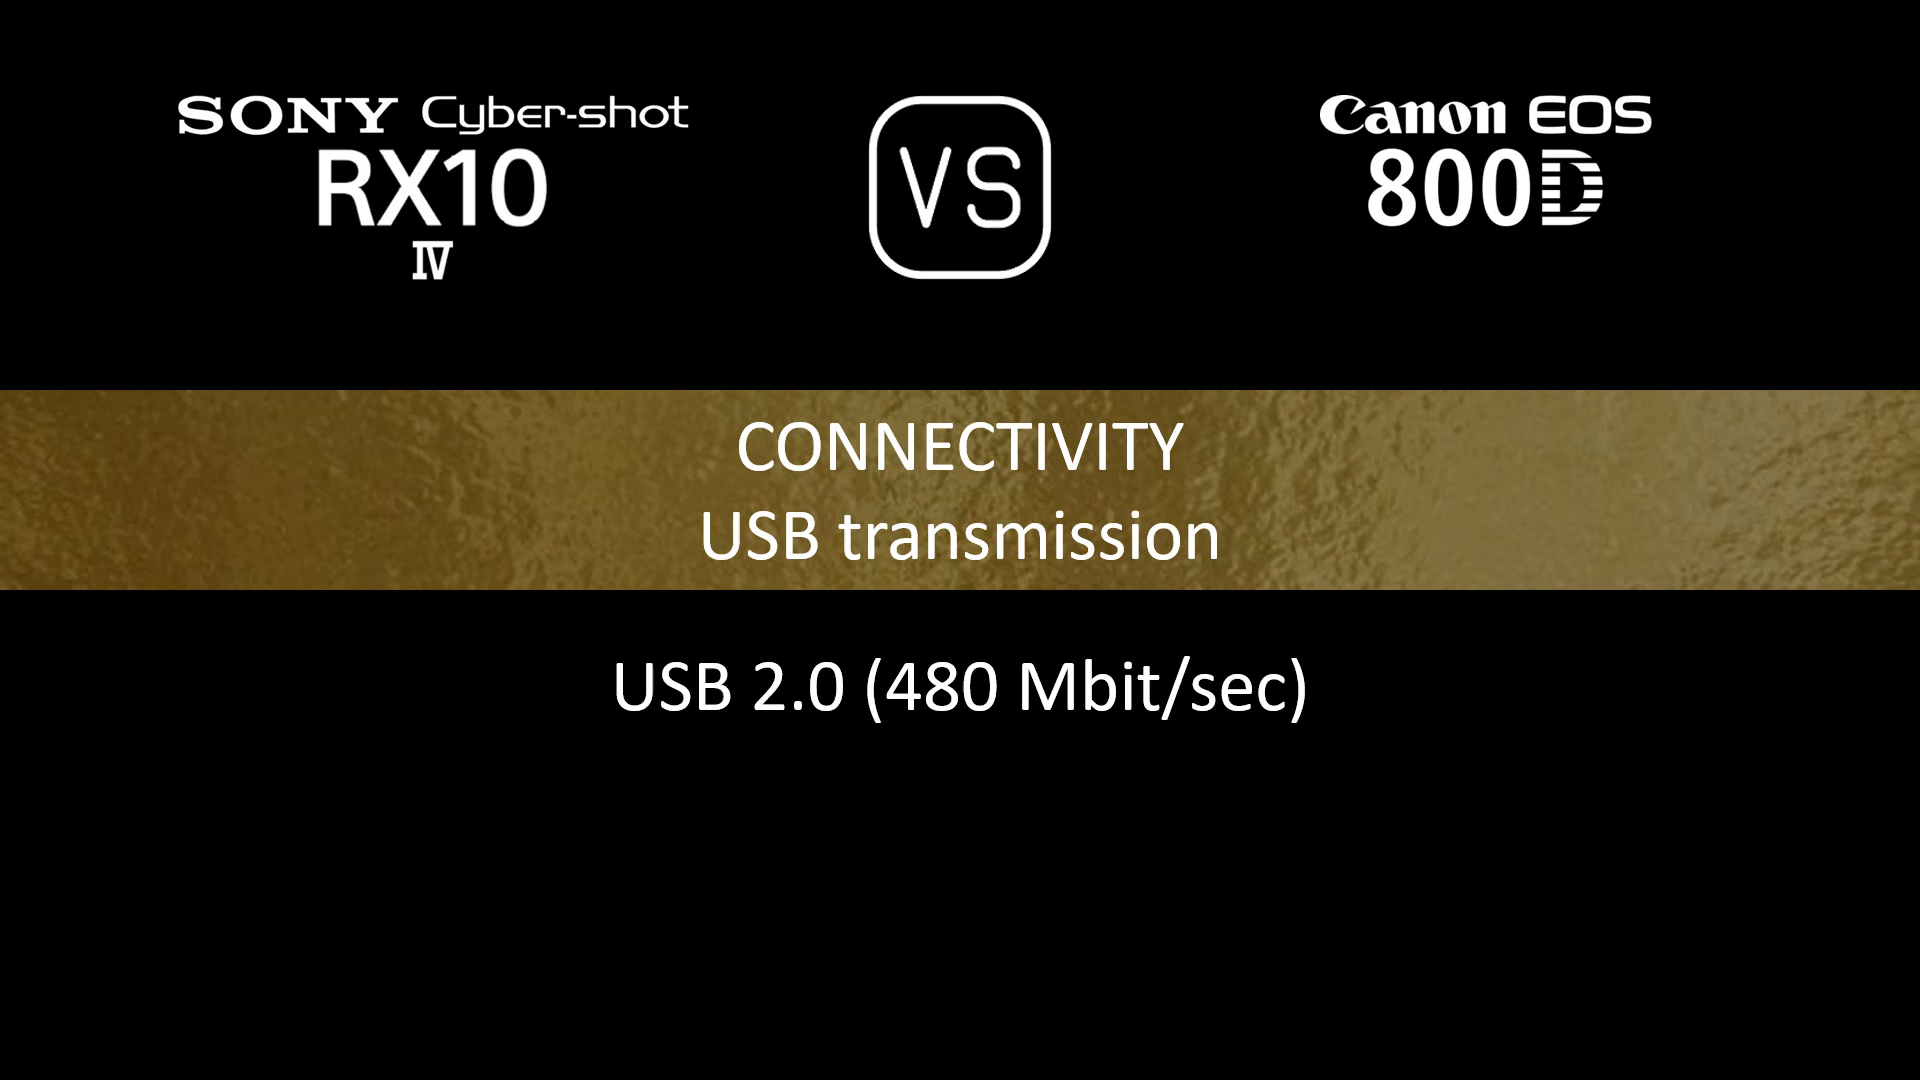 SONY Cyber-shot
RX10
IV
VS
Canon EOS
800D
CONNECTIVITY
USB transmission
USB 2.0 (480 Mbit/sec)